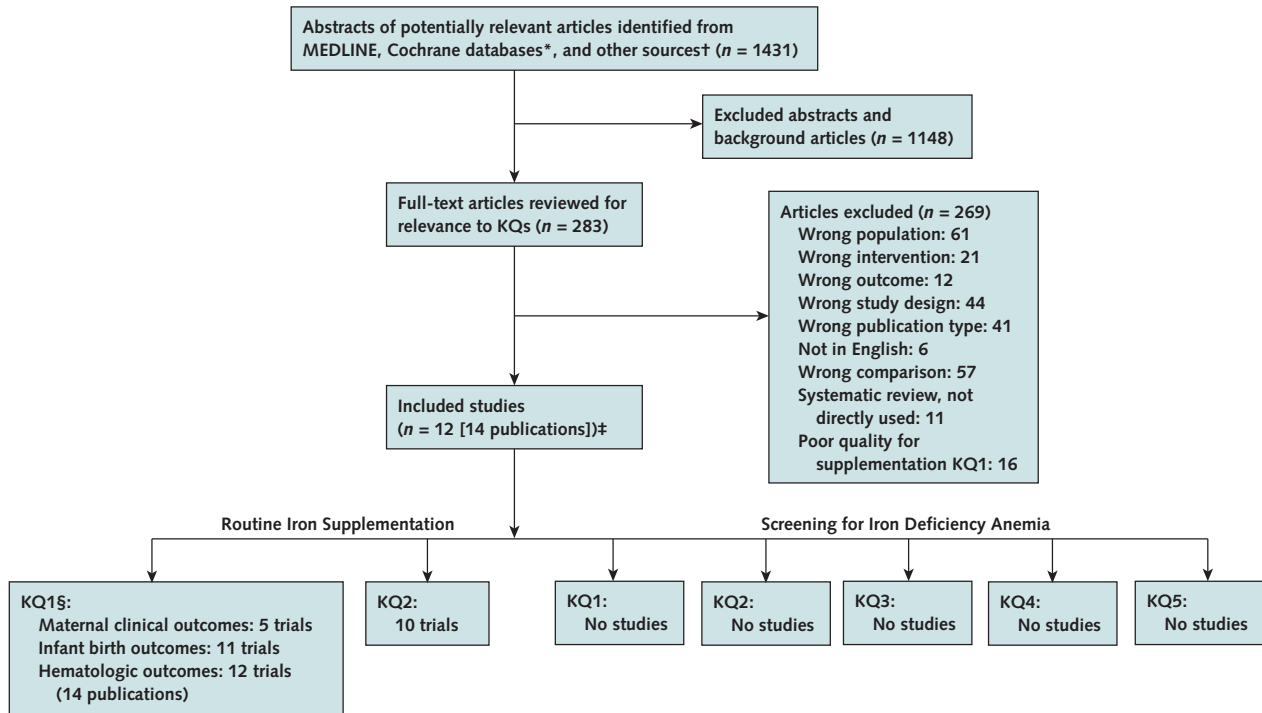 Abstracts of potentially relevant articles identified from
MEDLINE, Cochrane databases*, and other sources† (n = 1431)
Excluded abstracts and
background articles (n = 1148)
Full-text articles reviewed for
relevance to KQs (n = 283)
Articles excluded (n = 269)
Wrong population: 61
Wrong intervention: 21
Wrong outcome: 12
Wrong study design: 44
Wrong publication type: 41
Not in English: 6
Wrong comparison: 57
Systematic review, not
directly used: 11
Poor quality for
supplementation KQ1: 16
Included studies
(n = 12 [14 publications])‡
Routine Iron Supplementation
Screening for Iron Deficiency Anemia
KQ1§:
Maternal clinical outcomes: 5 trials
Infant birth outcomes: 11 trials
Hematologic outcomes: 12 trials
(14 publications)
KQ2:
10 trials
KQ1:
No studies
KQ2:
No studies
KQ3:
No studies
KQ4:
No studies
KQ5:
No studies